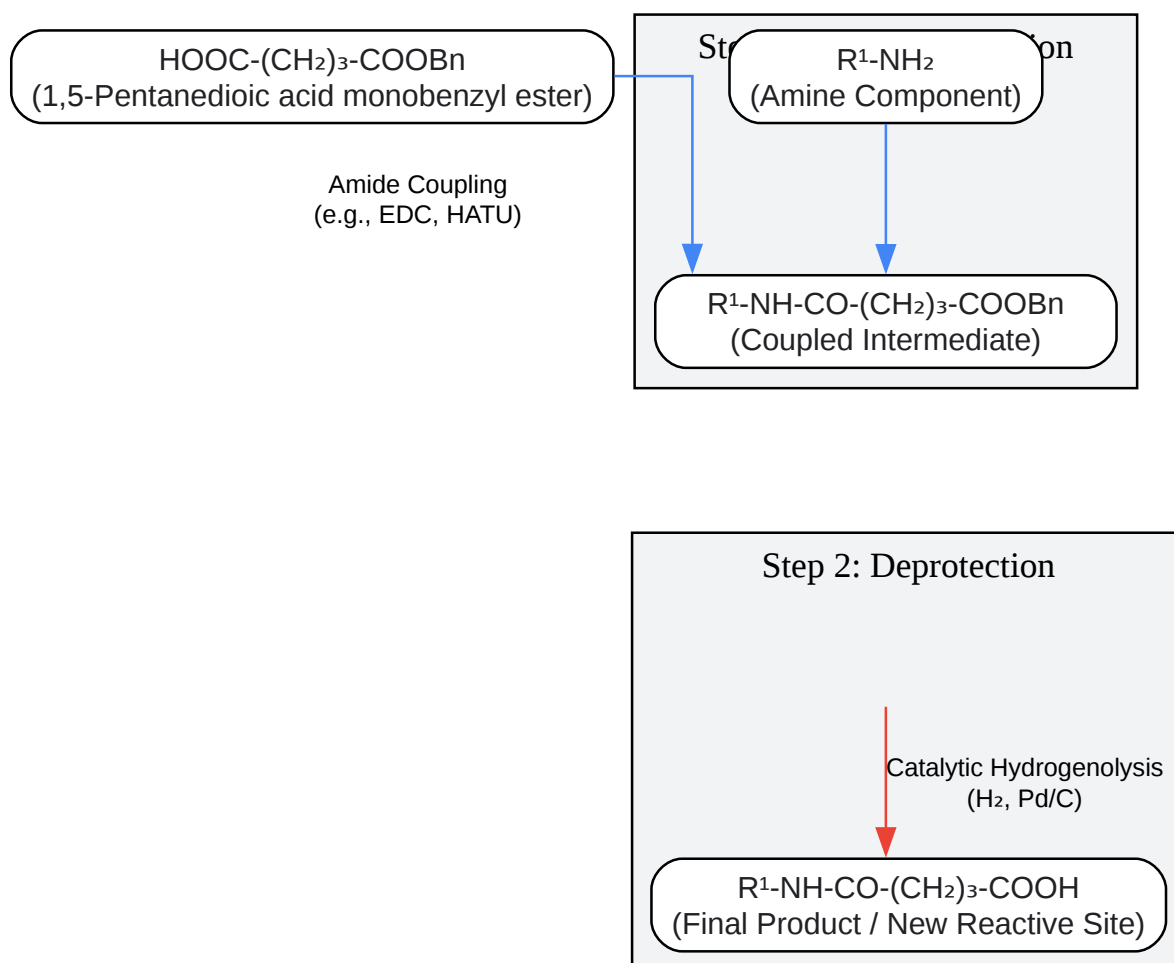 HOOC-(CH₂)₃-COOBn
(1,5-Pentanedioic acid monobenzyl ester)
R¹-NH₂
(Amine Component)
Amide Coupling
(e.g., EDC, HATU)
R¹-NH-CO-(CH₂)₃-COOBn
(Coupled Intermediate)
Step 2: Deprotection
Catalytic Hydrogenolysis
(H₂, Pd/C)
R¹-NH-CO-(CH₂)₃-COOH
(Final Product / New Reactive Site)